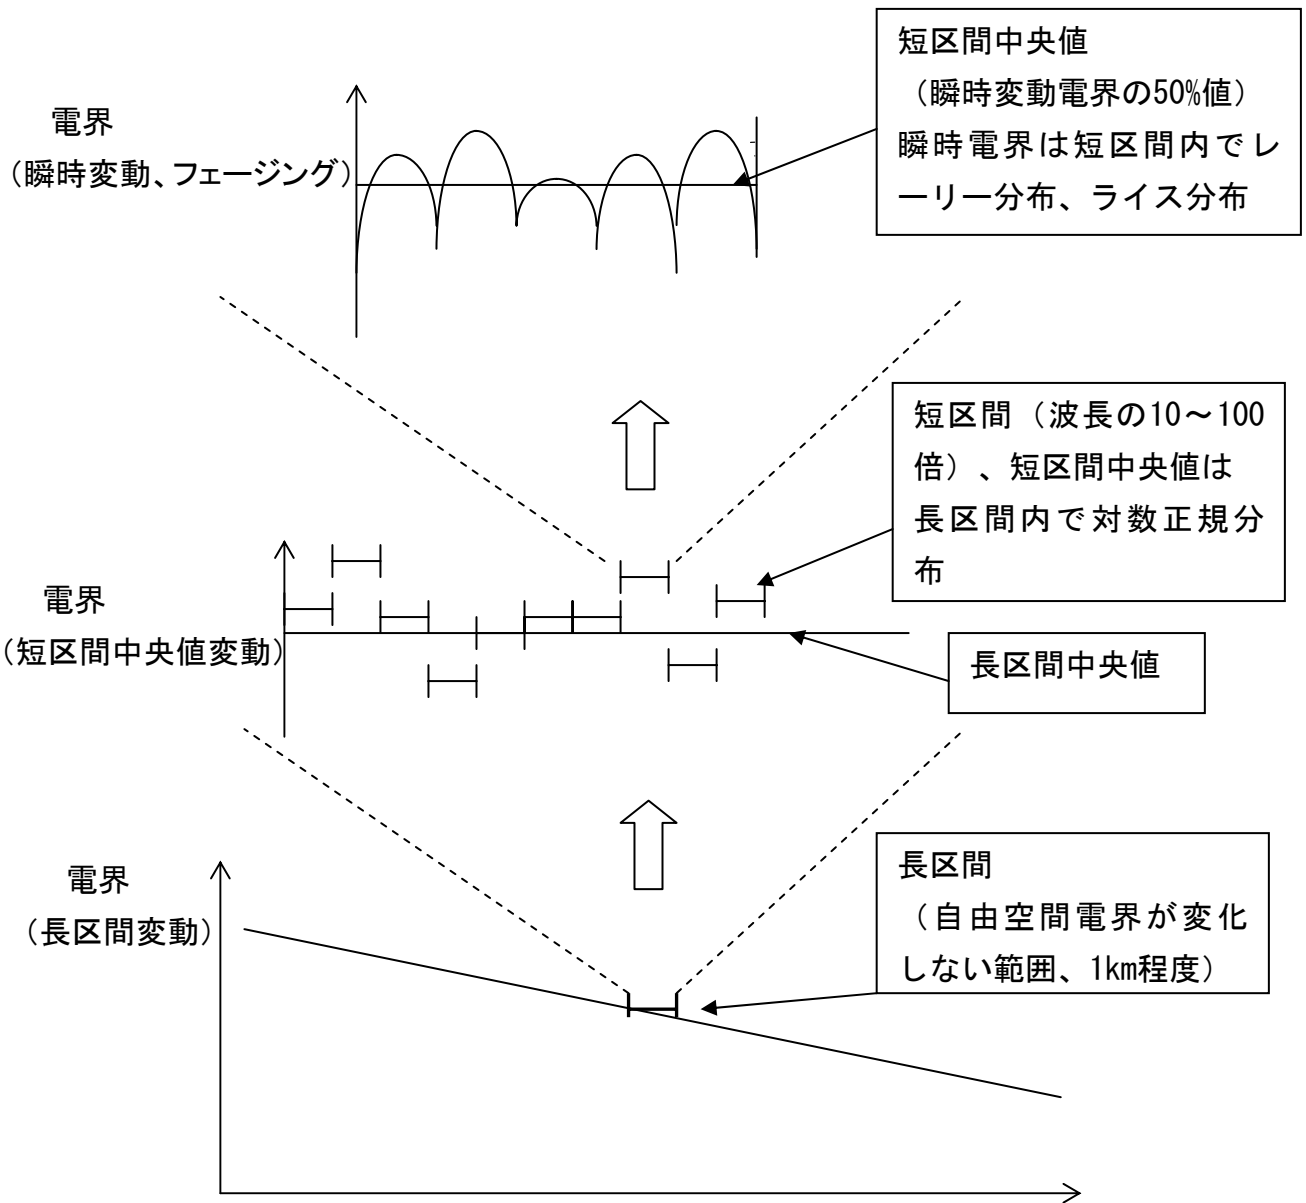 短区間中央値
（瞬時変動電界の50%値）
瞬時電界は短区間内でレ
ーリー分布、ライス分布
電界
（瞬時変動、フェージング）
短区間（波長の10～100
倍）、短区間中央値は
長区間内で対数正規分
布
電界
（短区間中央値変動）
長区間中央値
長区間
（自由空間電界が変化
しない範囲、1km程度）
電界
（長区間変動）